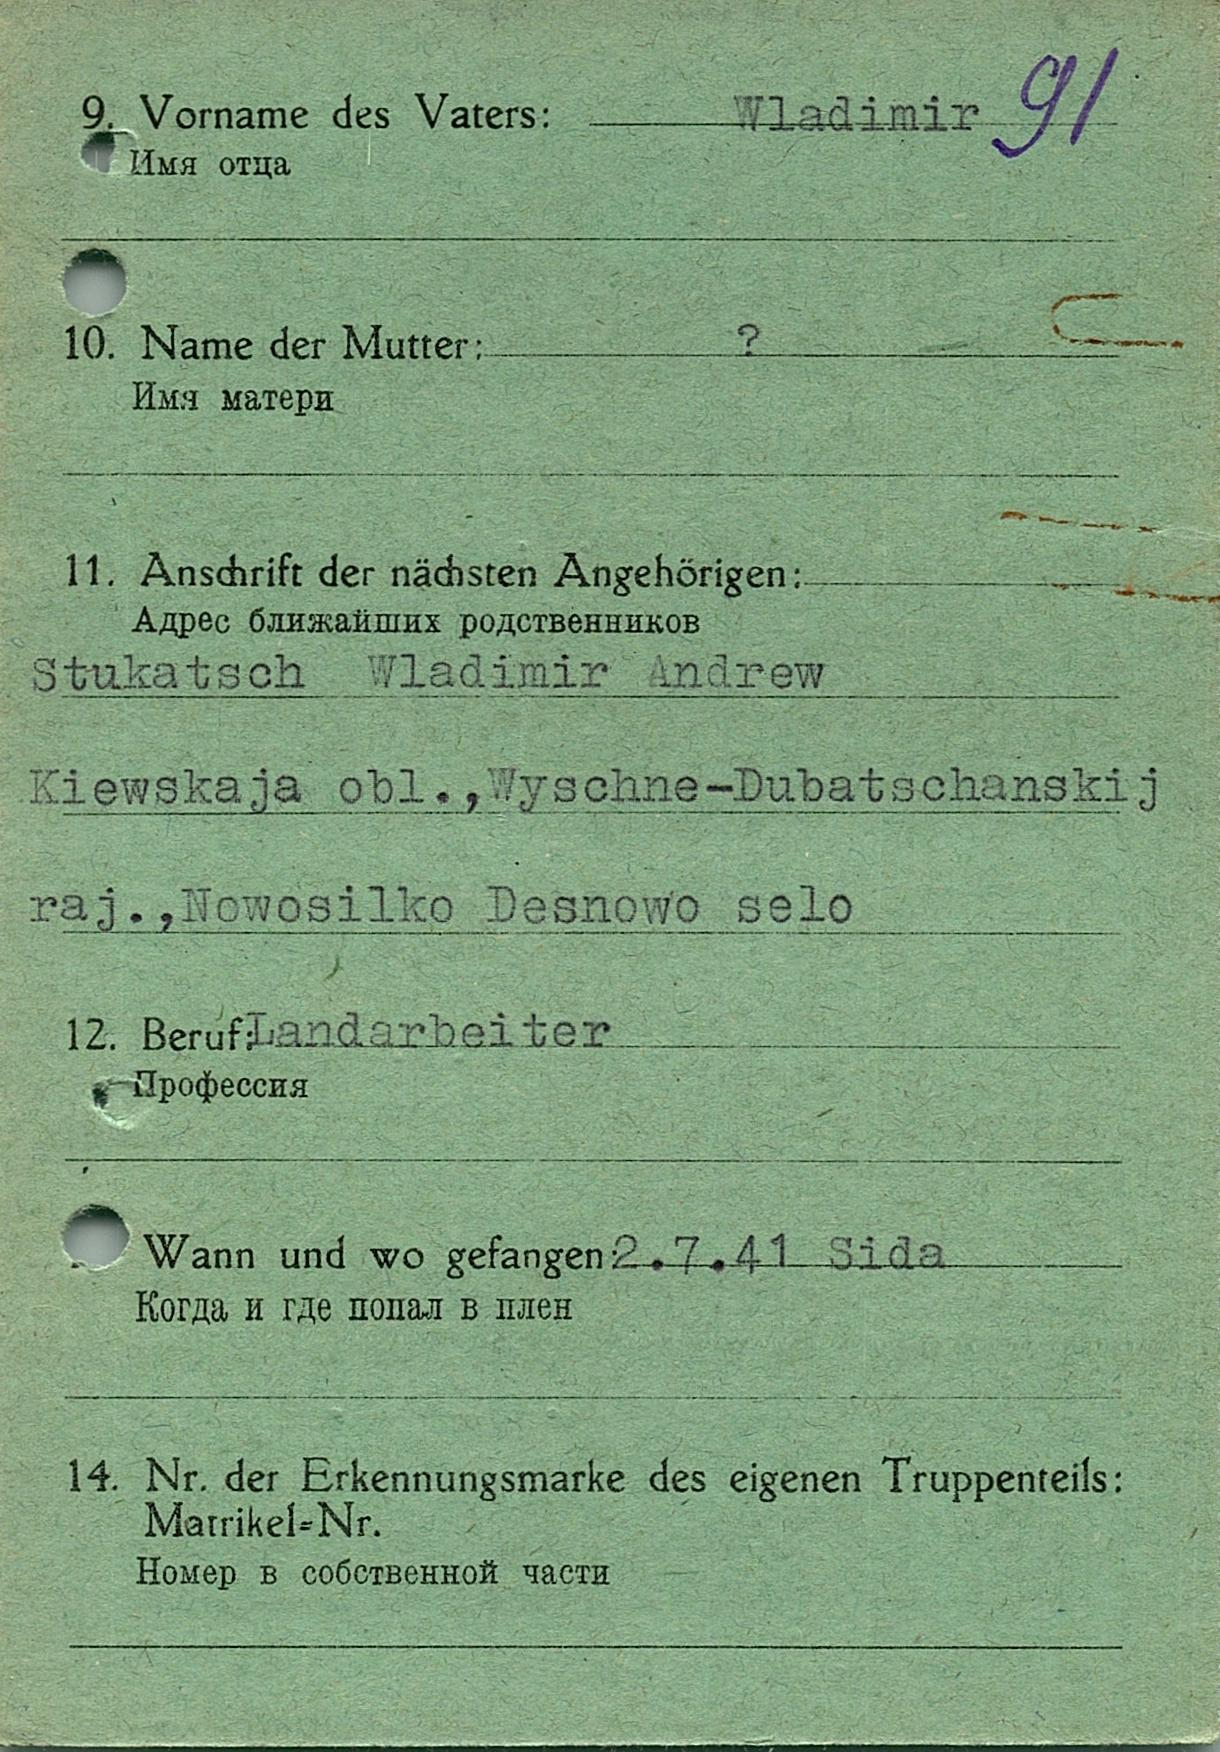 9. Vorname des Vaters: Wladimir 91
Имя отца
10. Name der Mutter: ?
Имя матери
11. Anschrift der nächsten Angehörigen:
Адрес ближайших родственников
Stukatsch Wladimir Andrew
Kiewskaja obl.,Wyschne-Dubatschanskij
raj.,Nowosilko Desnowo selo
12. Beruf: Landarbeiter
Профессия
Wann und wo gefangen: 2.7.41 Sida
Когда и где попал в плен
14. Nr. der Erkennungsmarke des eigenen Truppenteils:
Matrikel-Nr.
Номер в собственной части